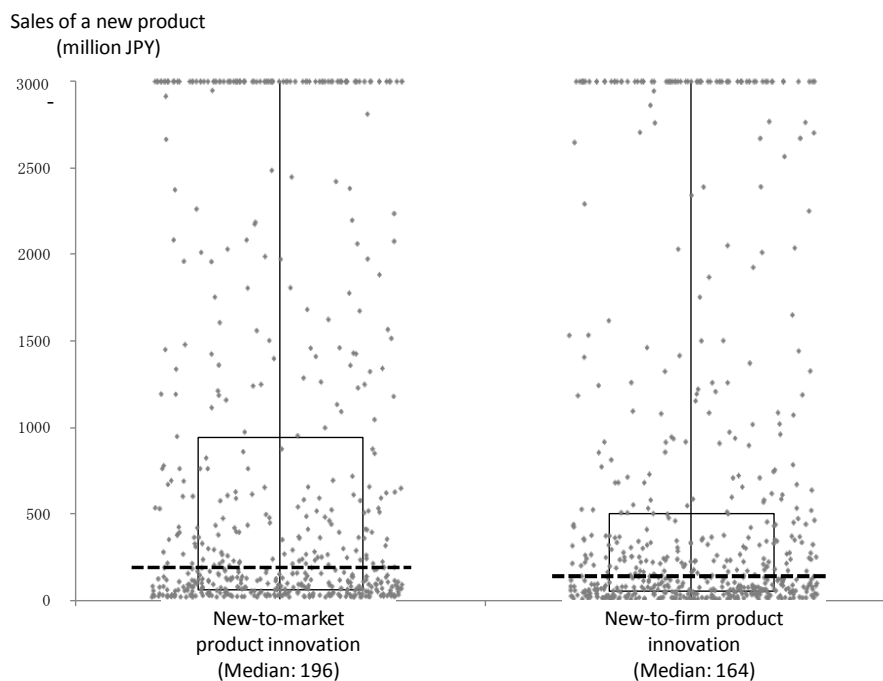 Sales of a new product
(million JPY)
3000
-
2500
2000
1500
1000
500
0
New-to-market
product innovation
(Median: 196)
New-to-firm product
innovation
(Median: 164)